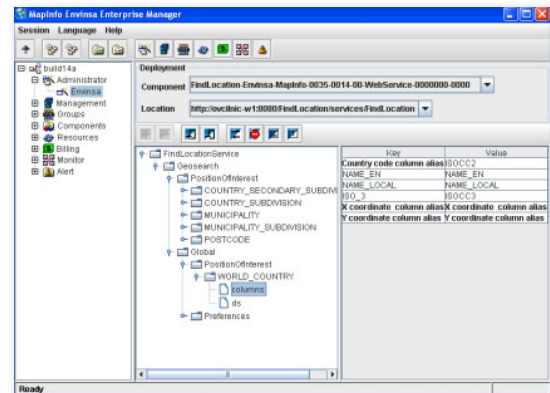 MapInfo Envinsa Enterprise Manager
Session Language Help
build14a
Administrator
Envinsa
Management
Groups
Components
Resources
Billing
Monitor
Alert
Deployment
Component FindLocation-Envinsa-MapInfo-0035-0014-00-WebService-0000000-0000
Location http://ovcilnic-w1:8080/FindLocation/services/FindLocation
FindLocationService
Geosearch
PositionOfInterest
COUNTRY_SECONDARY_SUBDIVI
COUNTRY_SUBDIVISION
MUNICIPALITY
MUNICIPALITY_SUBDIVISION
POSTCODE
Global
PositionOfInterest
WORLD_COUNTRY
columns
ds
Preferences
Key Value
Country code column alias ISOCC2
NAME_EN NAME_EN
NAME_LOCAL NAME_LOCAL
ISO_3 ISOCC3
X coordinate column alias X coordinate column alias
Y coordinate column alias Y coordinate column alias
Ready